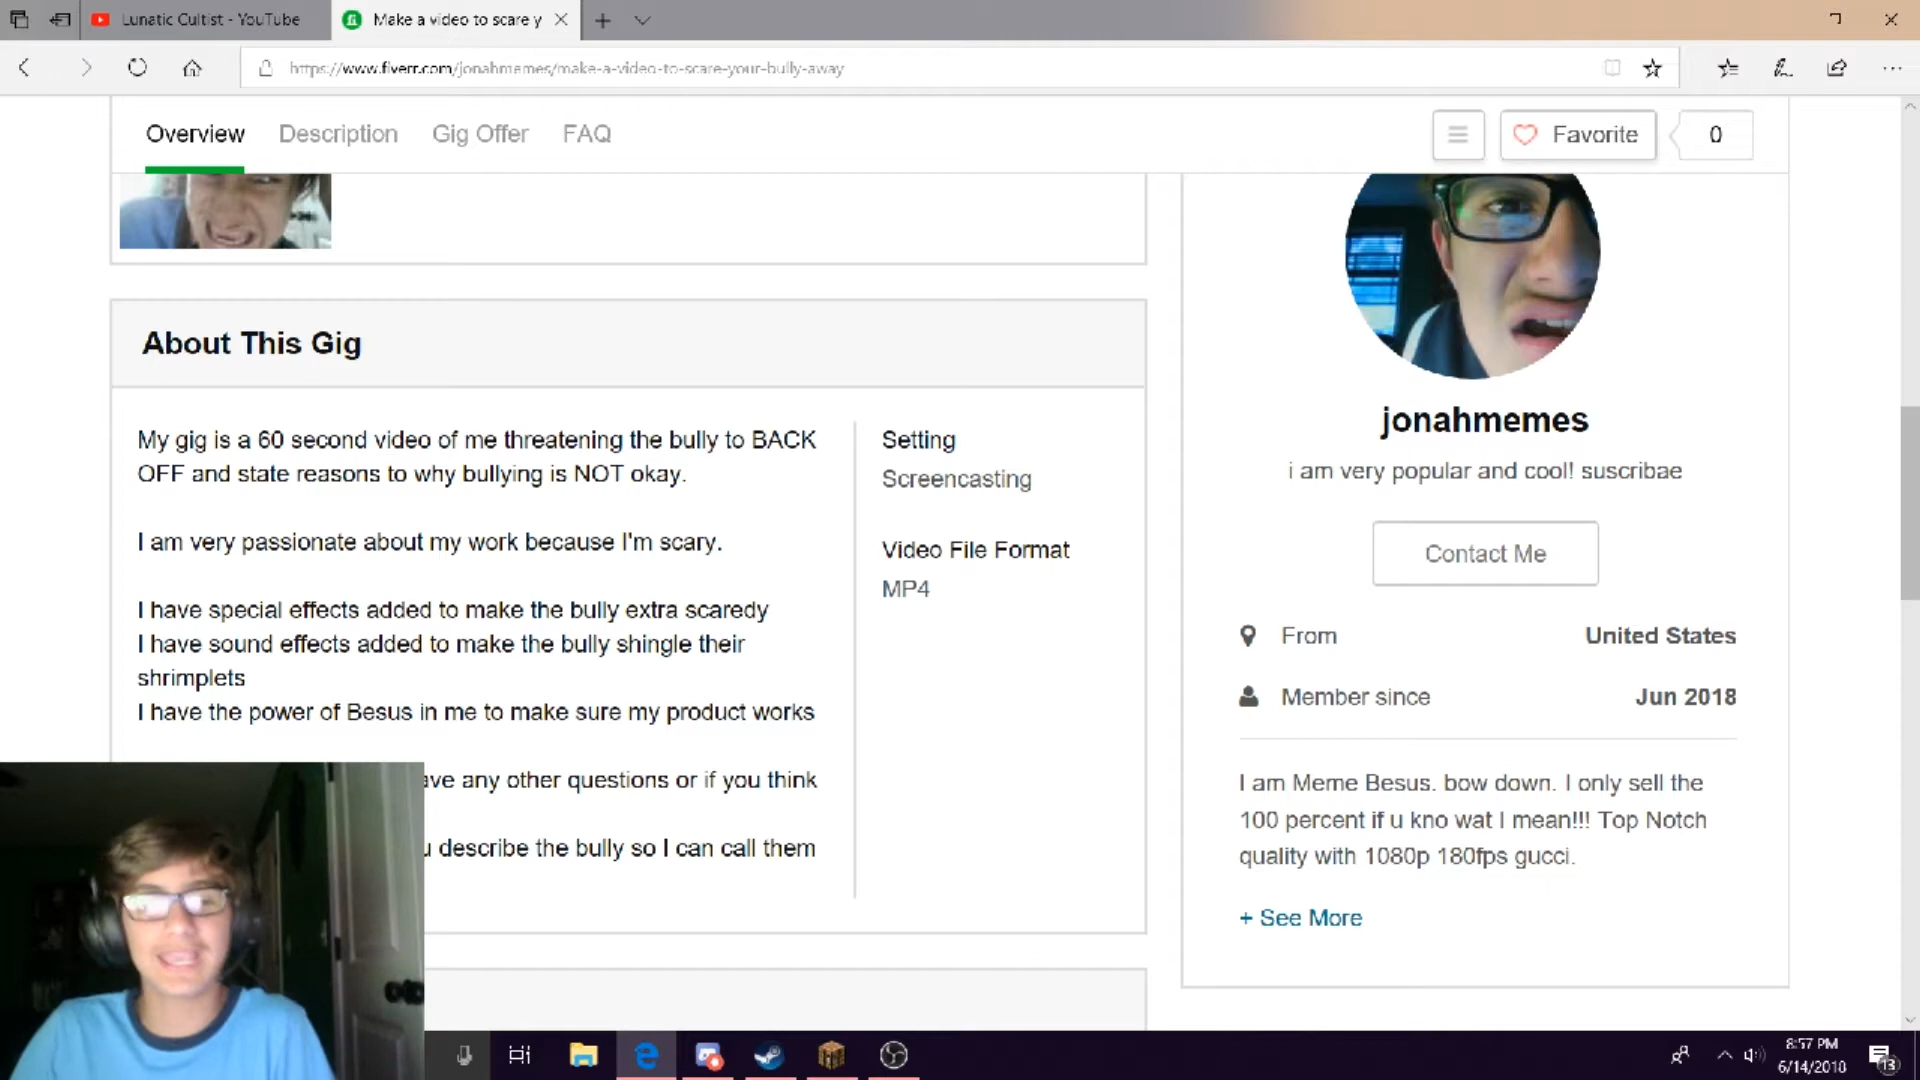 Lunatic Cultist - YouTube
Make a video to scare y
https://www.fiverr.com/jonahmemes/make-a-video-to-scare-your-bully-away
Overview
Description
Gig Offer
FAQ
Favorite
0
About This Gig
My gig is a 60 second video of me threatening the bully to BACK
OFF and state reasons to why bullying is NOT okay.
I am very passionate about my work because I'm scary.
I have special effects added to make the bully extra scaredy
I have sound effects added to make the bully shingle their
shrimplets
I have the power of Besus in me to make sure my product works
ave any other questions or if you think
u describe the bully so I can call them
Setting
Screencasting
Video File Format
MP4
jonahmemes
i am very popular and cool! suscribae
Contact Me
From
United States
Member since
Jun 2018
I am Meme Besus. bow down. I only sell the
100 percent if u kno wat I mean!!! Top Notch
quality with 1080p 180fps gucci.
+ See More
8:57 PM
6/14/2018
13